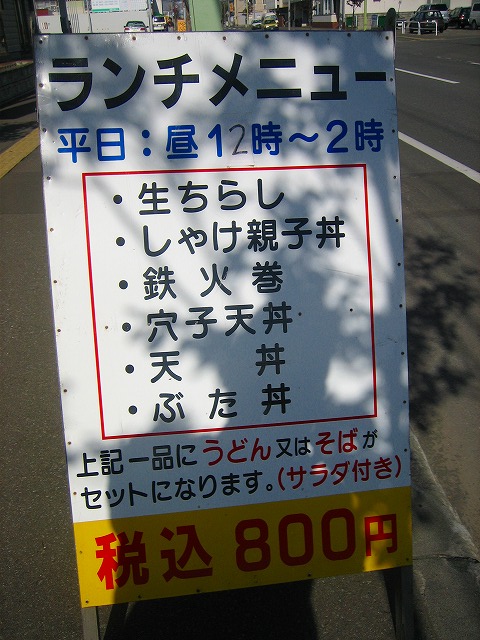 ランチメニュー
平日：昼12時～2時
・生ちらし
・しゃけ親子丼
・鉄火巻
・穴子天丼
・天丼
・ぶた丼
上記一品にうどん又はそばが
セットになります。(サラダ付き)
税込800円